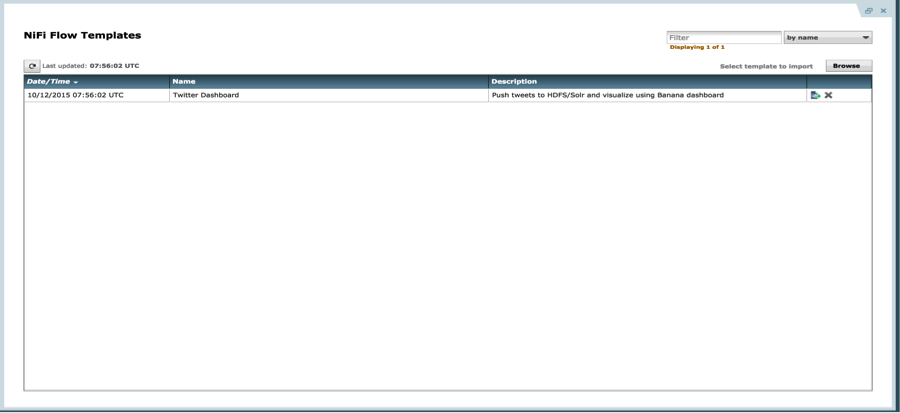 NiFi Flow Templates
Filter
by name
Displaying 1 of 1
Last updated: 07:56:02 UTC
Select template to import
Browse
Date/Time Name Description
10/12/2015 07:56:02 UTC Twitter Dashboard Push tweets to HDFS/Solr and visualize using Banana dashboard